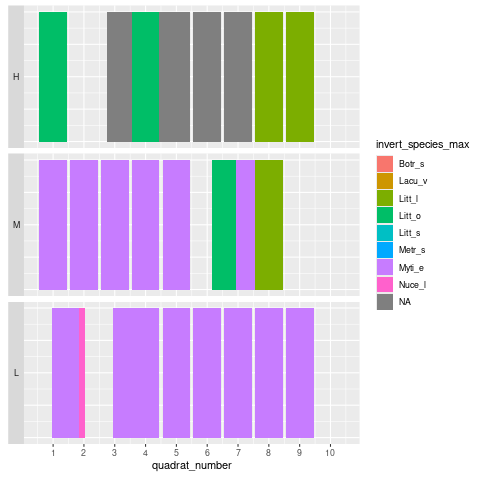 H
M
L
1 2 3 4 5 6 7 8 9 10
quadrat_number
invert_species_max
Botr_s
Lacu_v
Litt_l
Litt_o
Litt_s
Metr_s
Myti_e
Nuce_l
NA